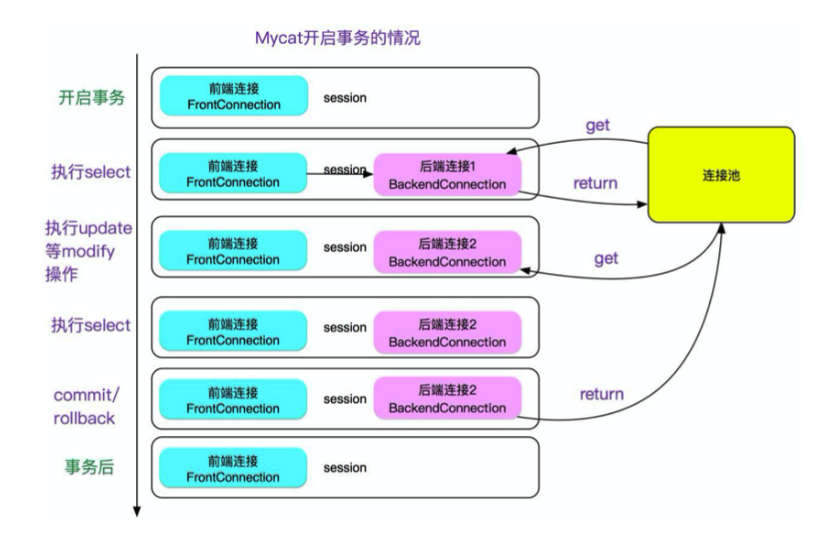 Mycat开启事务的情况
开启事务
前端连接
FrontConnection
session
get
执行select
前端连接
FrontConnection
session
后端连接1
BackendConnection
return
连接池
执行update
等modify
操作
前端连接
FrontConnection
session
后端连接2
BackendConnection
get
执行select
前端连接
FrontConnection
session
后端连接2
BackendConnection
commit/
rollback
前端连接
FrontConnection
session
后端连接2
BackendConnection
return
事务后
前端连接
FrontConnection
session